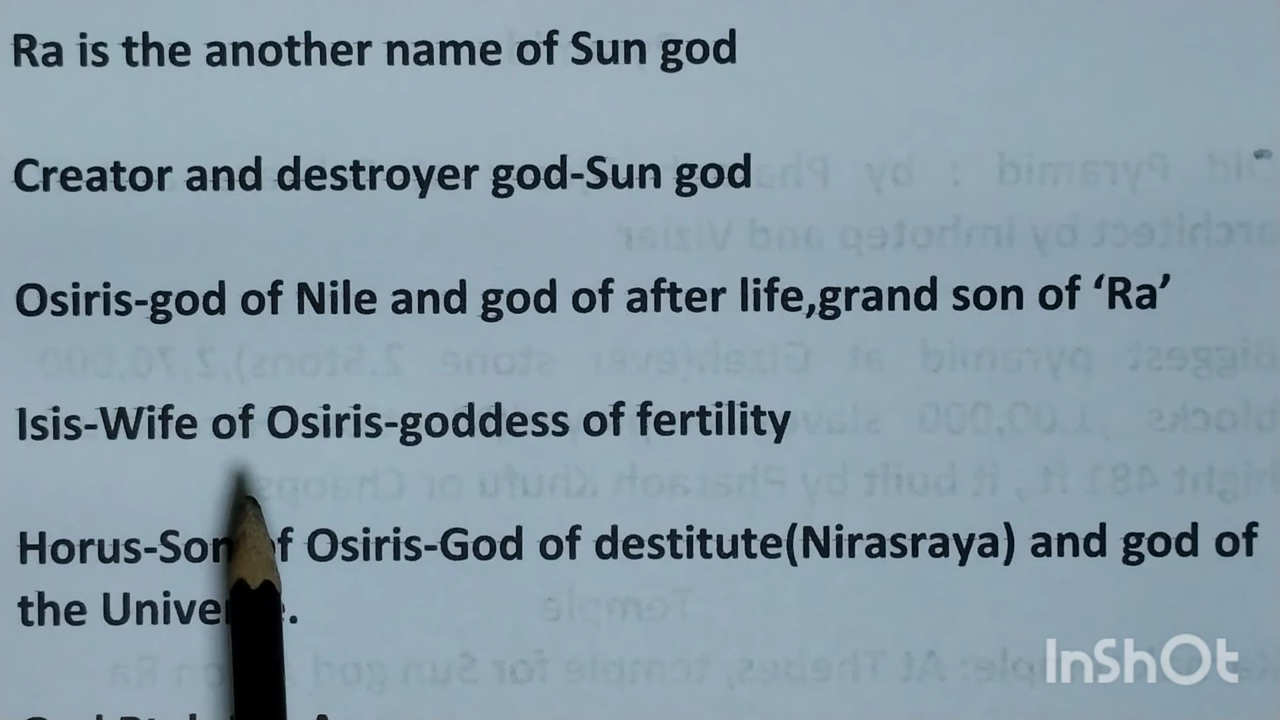 Ra is the another name of Sun god
Creator and destroyer god-Sun god
Osiris-god of Nile and god of after life,grand son of ‘Ra’
Isis-Wife of Osiris-goddess of fertility
Horus-Son of Osiris-God of destitute(Nirasraya) and god of
the Universe.
InShOt